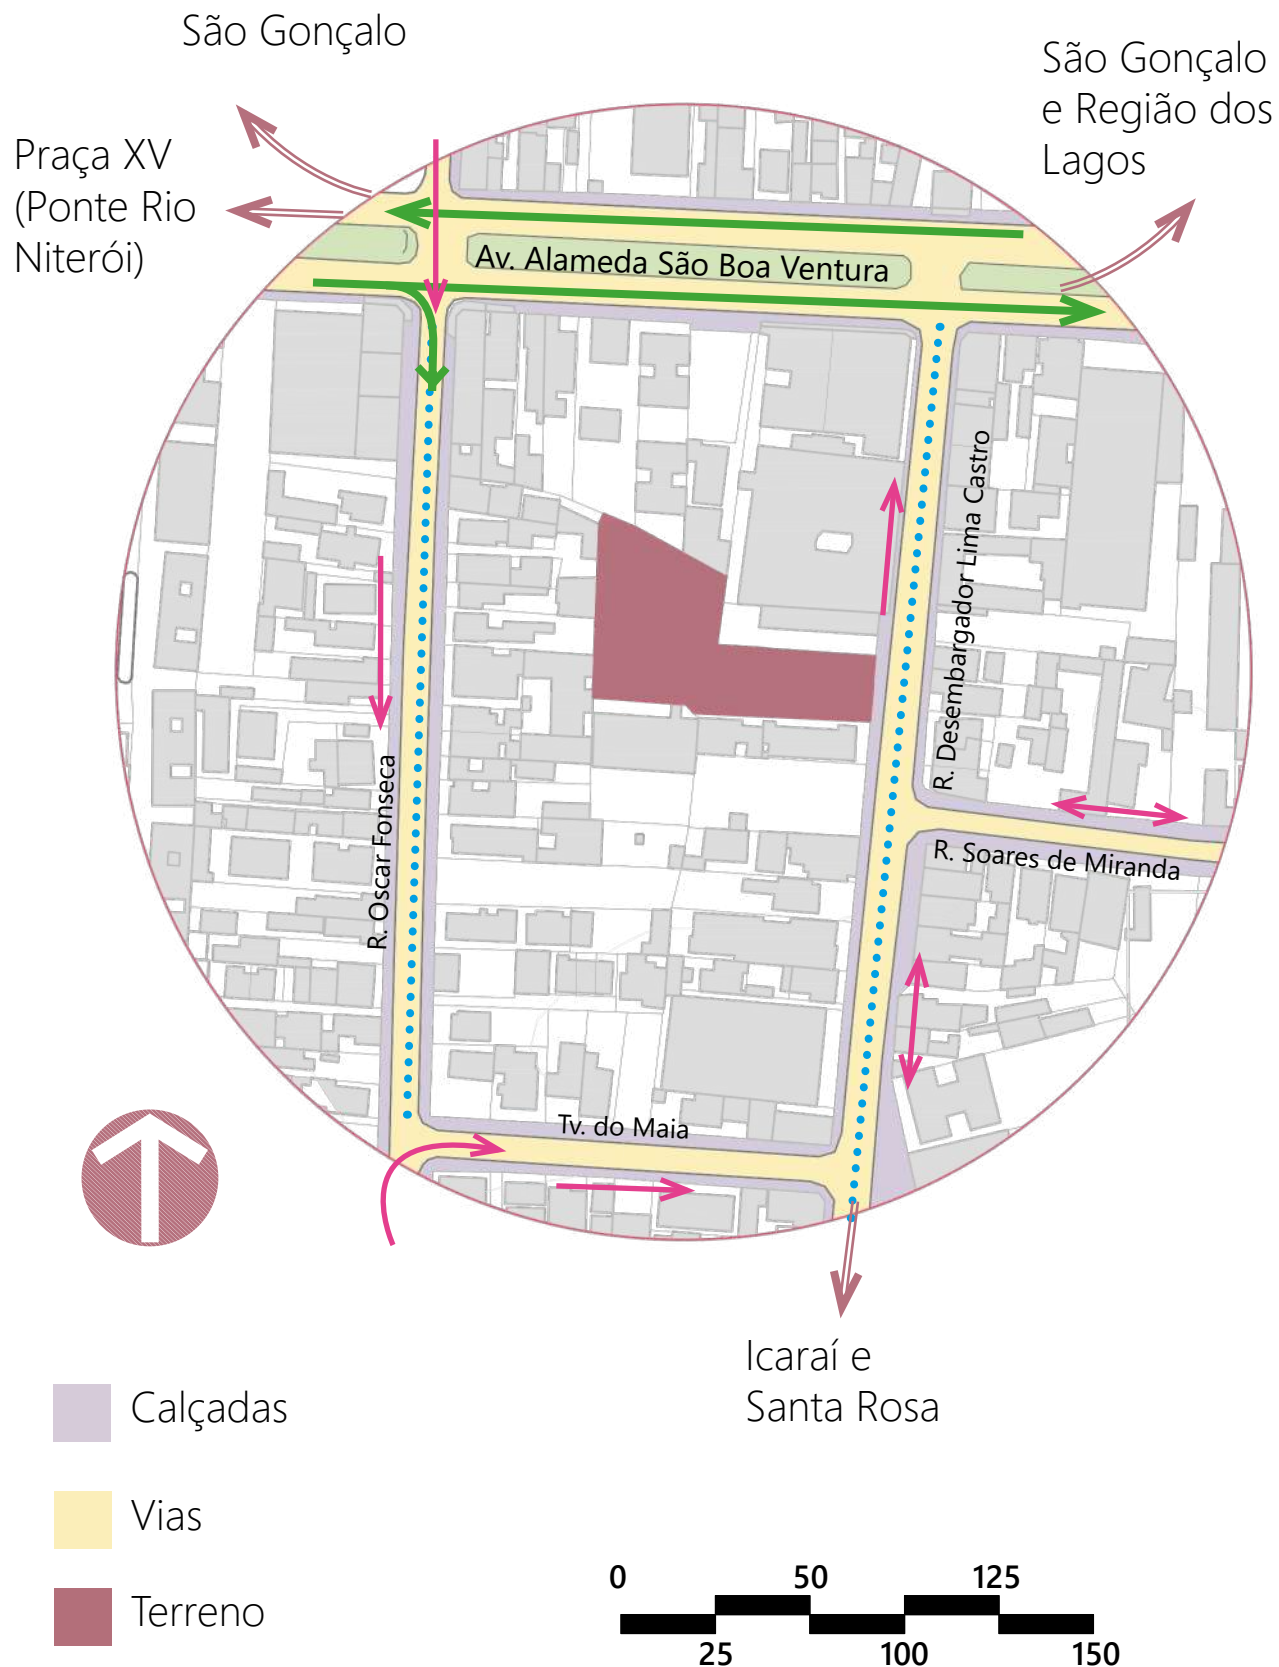 São Gonçalo
São Gonçalo
e Região dos
Lagos
Praça XV
(Ponte Rio
Niterói)
Av. Alameda São Boa Ventura
R. Desembargador Lima Castro
R. Oscar Fonseca
R. Soares de Miranda
Tv. do Maia
Icaraí e
Santa Rosa
Calçadas
Vias
Terreno
0 50 125
25 100 150